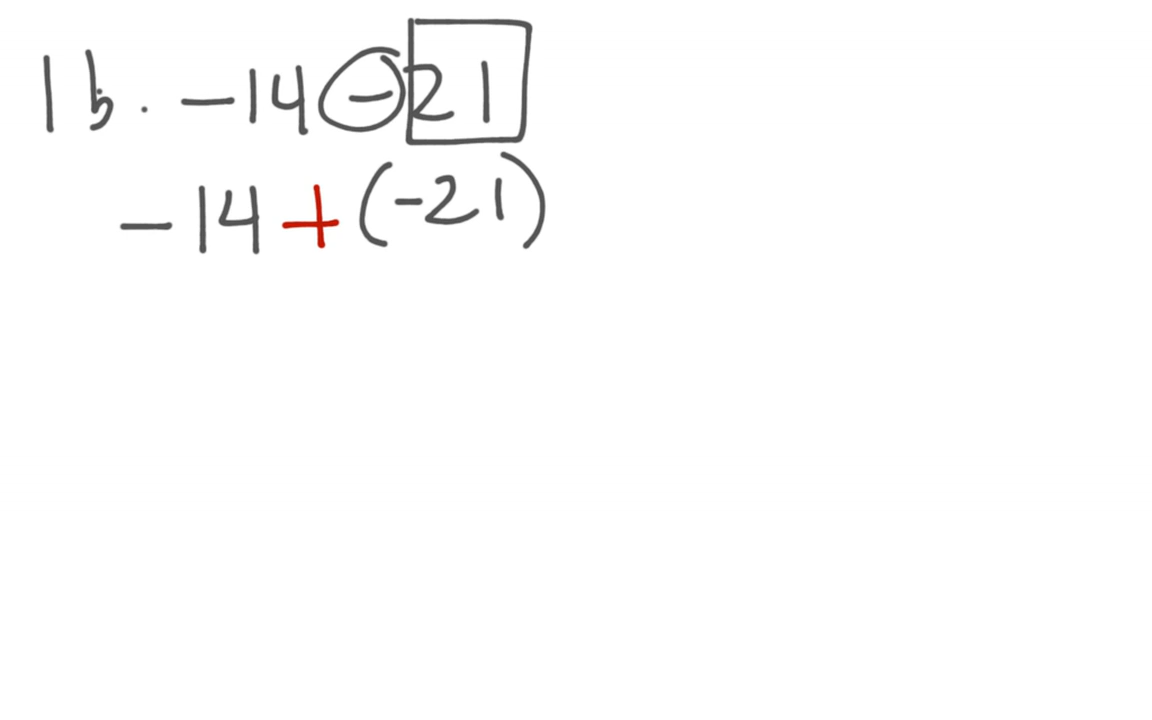 1b. -14 - 21
-14 + (-21)